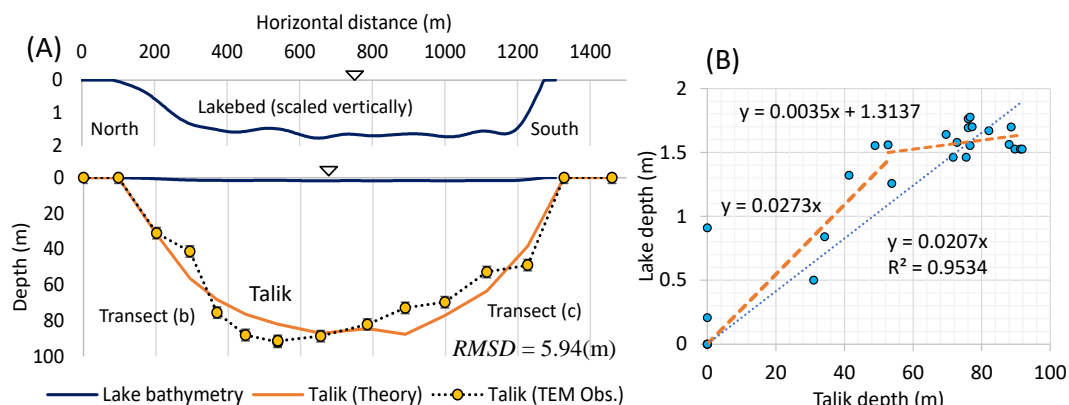 (A)
Horizontal distance (m)
0 200 400 600 800 1000 1200 1400
0
1
2
Lakebed (scaled vertically)
North
South
Depth (m)
0
20
40
60
80
100
Talik
Transect (b)
Transect (c)
RMSD = 5.94(m)
Lake bathymetry
Talik (Theory)
Talik (TEM Obs.)
(B)
Lake depth (m)
2
1.5
1
0.5
0
y = 0.0035x + 1.3137
y = 0.0273x
y = 0.0207x
R² = 0.9534
0 20 40 60 80 100
Talik depth (m)